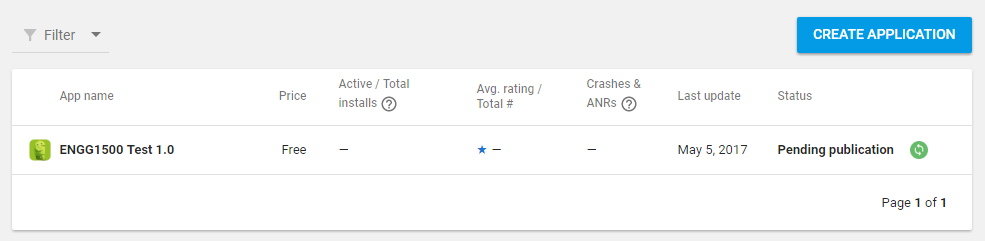 Filter
CREATE APPLICATION
App name Price Active / Total installs ? Avg. rating / Total # Crashes & ANRs ? Last update Status
ENGG1500 Test 1.0 Free — ★ — — May 5, 2017 Pending publication
Page 1 of 1